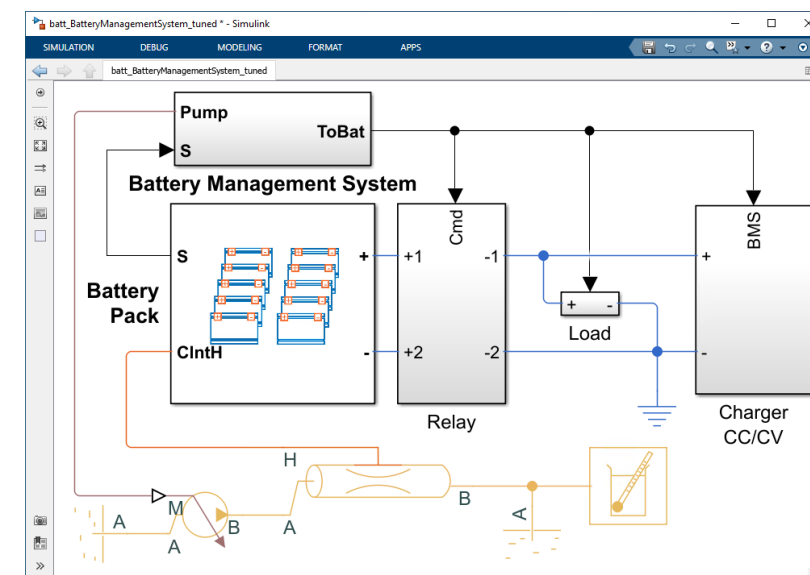 batt_BatteryManagementSystem_tuned * - Simulink
SIMULATION DEBUG MODELING FORMAT APPS
batt_BatteryManagementSystem_tuned
Pump
ToBat
S
Battery Management System
Cmd
BMS
S
+ +1 -1 +
Battery
Pack
+ -
Load
ClntH
- +2 -2 -
Relay
Charger
CC/CV
H
B
M
A
B
A
A
A